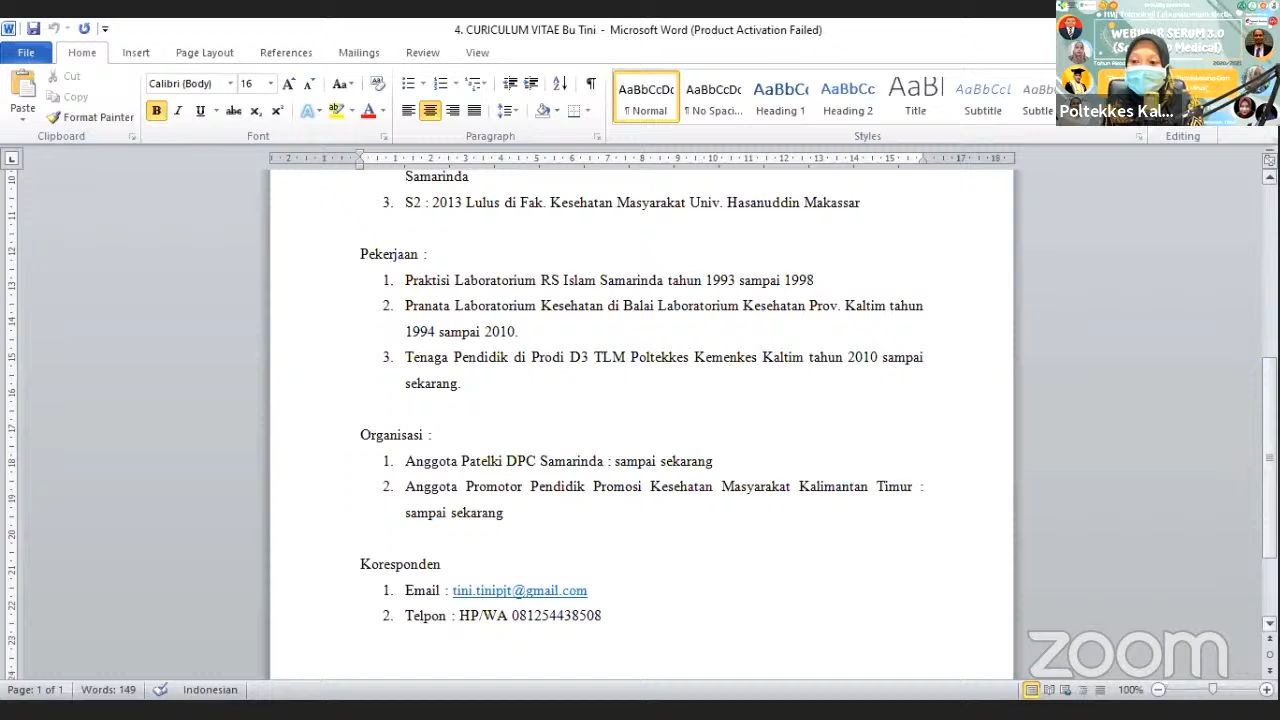 4. CURICULUM VITAE Bu Tini - Microsoft Word (Product Activation Failed)
File Home Insert Page Layout References Mailings Review View
Cut
Copy
Format Painter
Paste
Clipboard
Calibri (Body) 16
Font
Paragraph
AaBbCcDc AaBbCcDc AaBbCc AaBbCc AaBl AaBbCcL AaBbCcD
¶ Normal ¶ No Spaci... Heading 1 Heading 2 Title Subtitle Subtle
Styles
Editing
WEBINAR SERUM 3.0
Poltekkes Kal...
Samarinda
3. S2 : 2013 Lulus di Fak. Kesehatan Masyarakat Univ. Hasanuddin Makassar
Pekerjaan :
1. Praktisi Laboratorium RS Islam Samarinda tahun 1993 sampai 1998
2. Pranata Laboratorium Kesehatan di Balai Laboratorium Kesehatan Prov. Kaltim tahun
1994 sampai 2010.
3. Tenaga Pendidik di Prodi D3 TLM Poltekkes Kemenkes Kaltim tahun 2010 sampai
sekarang.
Organisasi :
1. Anggota Patelki DPC Samarinda : sampai sekarang
2. Anggota Promotor Pendidik Promosi Kesehatan Masyarakat Kalimantan Timur :
sampai sekarang
Koresponden
1. Email : tini.tinipjt@gmail.com
2. Telpon : HP/WA 081254438508
zoom
Page: 1 of 1 Words: 149 Indonesian 100%